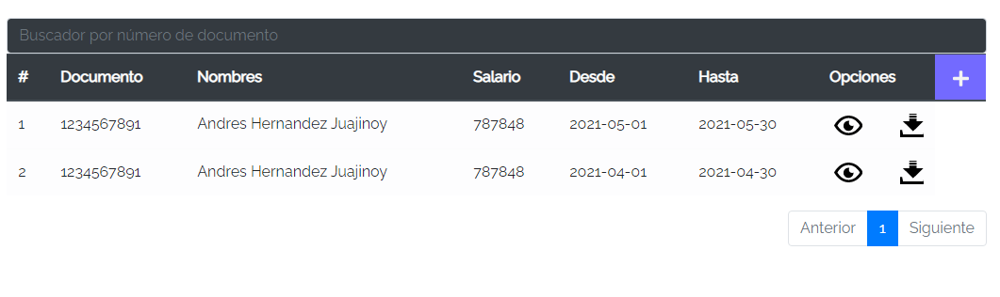 Buscador por número de documento
# Documento Nombres Salario Desde Hasta Opciones +
1 1234567891 Andres Hernandez Juajinoy 787848 2021-05-01 2021-05-30
2 1234567891 Andres Hernandez Juajinoy 787848 2021-04-01 2021-04-30
Anterior 1 Siguiente